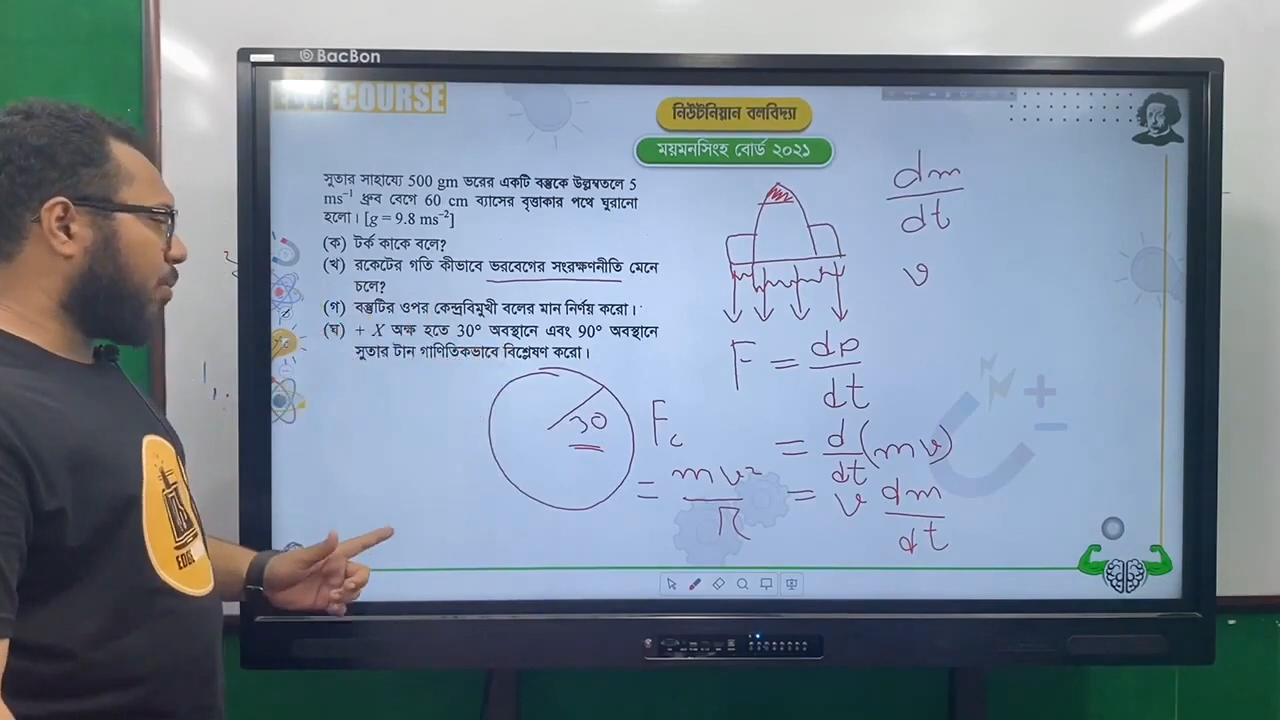 BacBon
EDGECOURSE
নিউটনিয়ান বলবিদ্যা
ময়মনসিংহ বোর্ড ২০২১
সুতার সাহায্যে 500 gm ভরের একটি বস্তুকে উল্লম্বতলে 5
ms⁻¹ ধ্রুব বেগে 60 cm ব্যাসের বৃত্তাকার পথে ঘুরানো
হলো। [g = 9.8 ms⁻²]
(ক) টর্ক কাকে বলে?
(খ) রকেটের গতি কীভাবে ভরবেগের সংরক্ষণনীতি মেনে
চলে?
(গ) বস্তুটির ওপর কেন্দ্রবিমুখী বলের মান নির্ণয় করো।
(ঘ) + X অক্ষ হতে 30° অবস্থানে এবং 90° অবস্থানে
সুতার টান গাণিতিকভাবে বিশ্লেষণ করো।
dm
dt
v
F = dp
dt
= d/dt (mv)
= v dm
dt
30
Fc
= mv²
r
EDGE